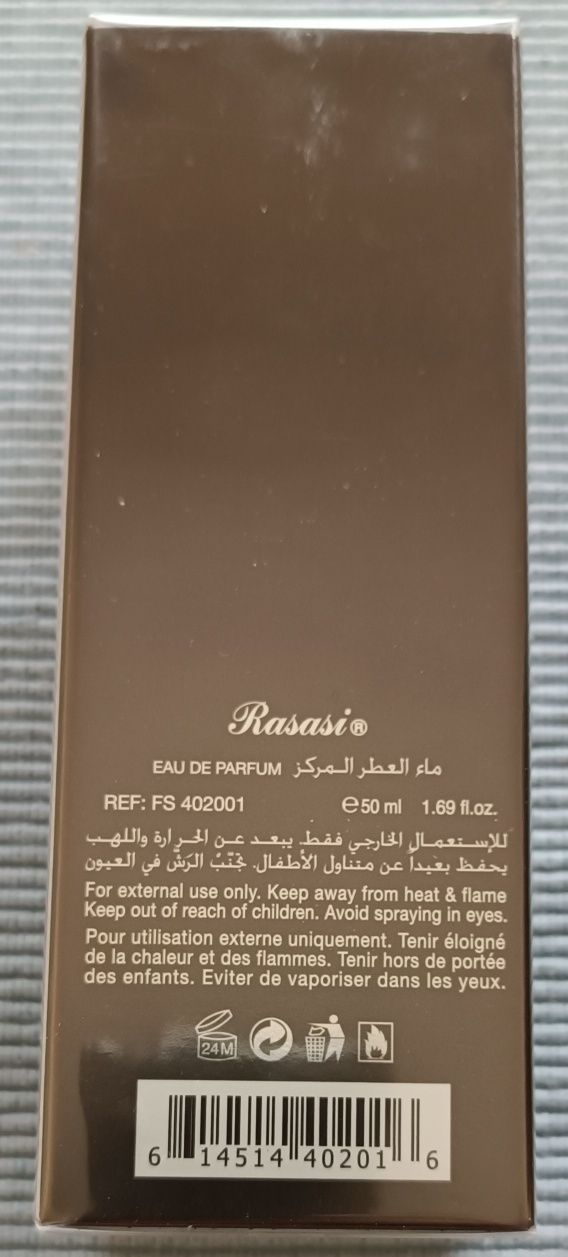 Rasasi®
EAU DE PARFUM ماء العطر المركز
REF: FS 402001 ℮50 ml 1.69 fl.oz.
للإستعمال الخارجي فقط يبعد عن الحرارة واللهب
يحفظ بعيداً عن متناول الأطفال. تجنّب الرّش في العيون
For external use only. Keep away from heat & flame
Keep out of reach of children. Avoid spraying in eyes.
Pour utilisation externe uniquement. Tenir éloigné
de la chaleur et des flammes. Tenir hors de portée
des enfants. Eviter de vaporiser dans les yeux.
24M
6 14514 40201 6